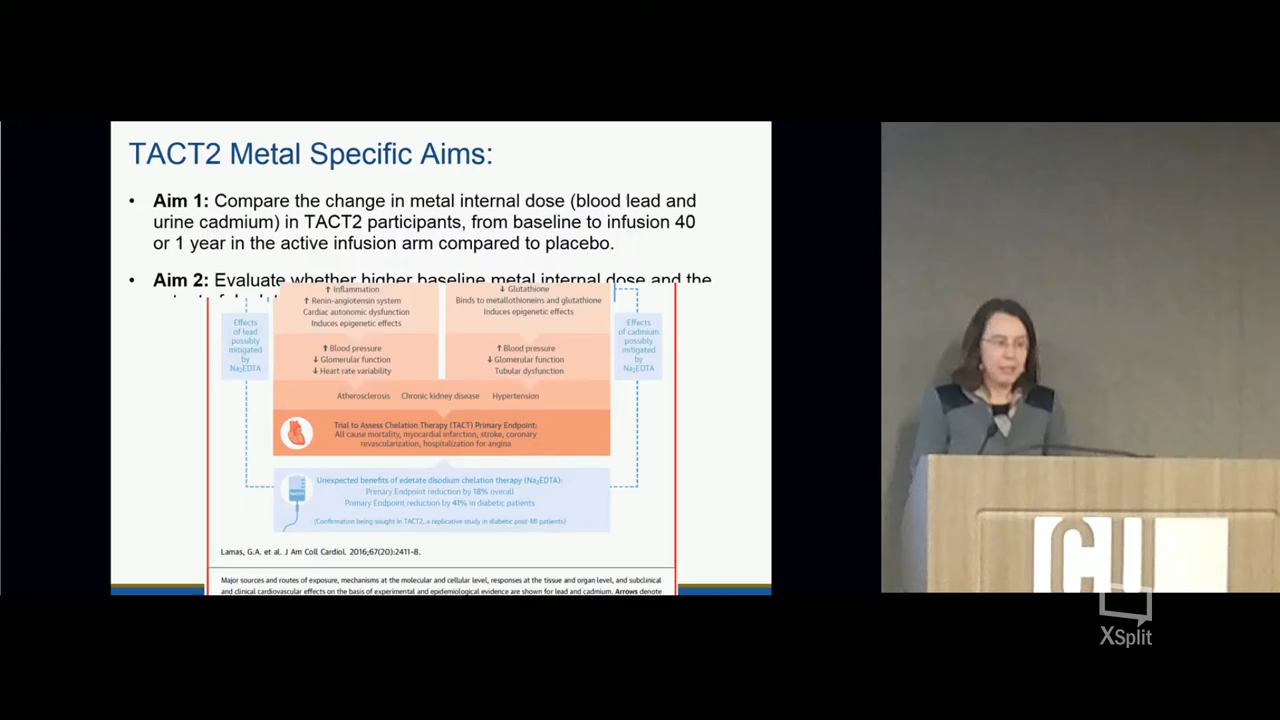 TACT2 Metal Specific Aims:
• Aim 1: Compare the change in metal internal dose (blood lead and
urine cadmium) in TACT2 participants, from baseline to infusion 40
or 1 year in the active infusion arm compared to placebo.
• Aim 2: Evaluate whether higher baseline metal internal dose and the
↑ Inflammation
↑ Renin-angiotensin system
Cardiac autonomic dysfunction
Induces epigenetic effects
↓ Glutathione
Binds to metallothioneins and glutathione
Induces epigenetic effects
Effects
of lead
possibly
mitigated
by
Na₂EDTA
↑ Blood pressure
↓ Glomerular function
↓ Heart rate variability
↑ Blood pressure
↓ Glomerular function
Tubular dysfunction
Effects
of cadmium
possibly
mitigated
by
Na₂EDTA
Atherosclerosis Chronic kidney disease Hypertension
Trial to Assess Chelation Therapy (TACT) Primary Endpoint:
All cause mortality, myocardial infarction, stroke, coronary
revascularization, hospitalization for angina
Unexpected benefits of edetate disodium chelation therapy (Na₂EDTA):
Primary Endpoint reduction by 18% overall
Primary Endpoint reduction by 41% in diabetic patients
(Confirmation being sought in TACT2, a replicative study in diabetic post-MI patients)
Lamas, G.A. et al. J Am Coll Cardiol. 2016;67(20):2411-8.
Major sources and routes of exposure, mechanisms at the molecular and cellular level, responses at the tissue and organ level, and subclinical
and clinical cardiovascular effects on the basis of experimental and epidemiological evidence are shown for lead and cadmium. Arrows denote
CU
XSplit